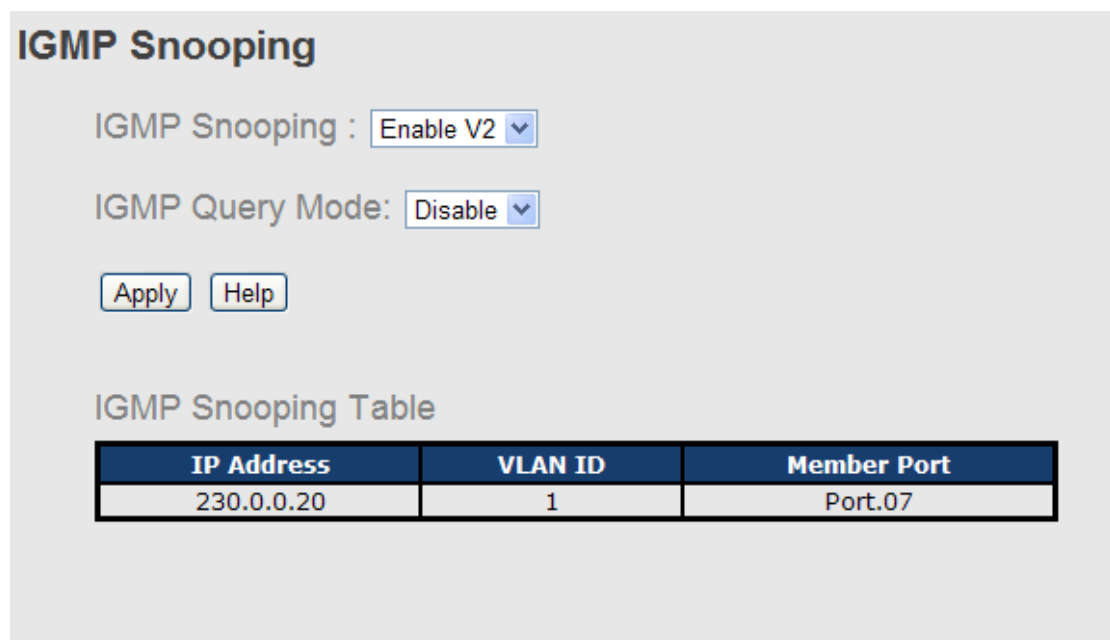 IGMP Snooping
IGMP Snooping : Enable V2
IGMP Query Mode: Disable
Apply Help
IGMP Snooping Table
IP Address VLAN ID Member Port
230.0.0.20 1 Port.07